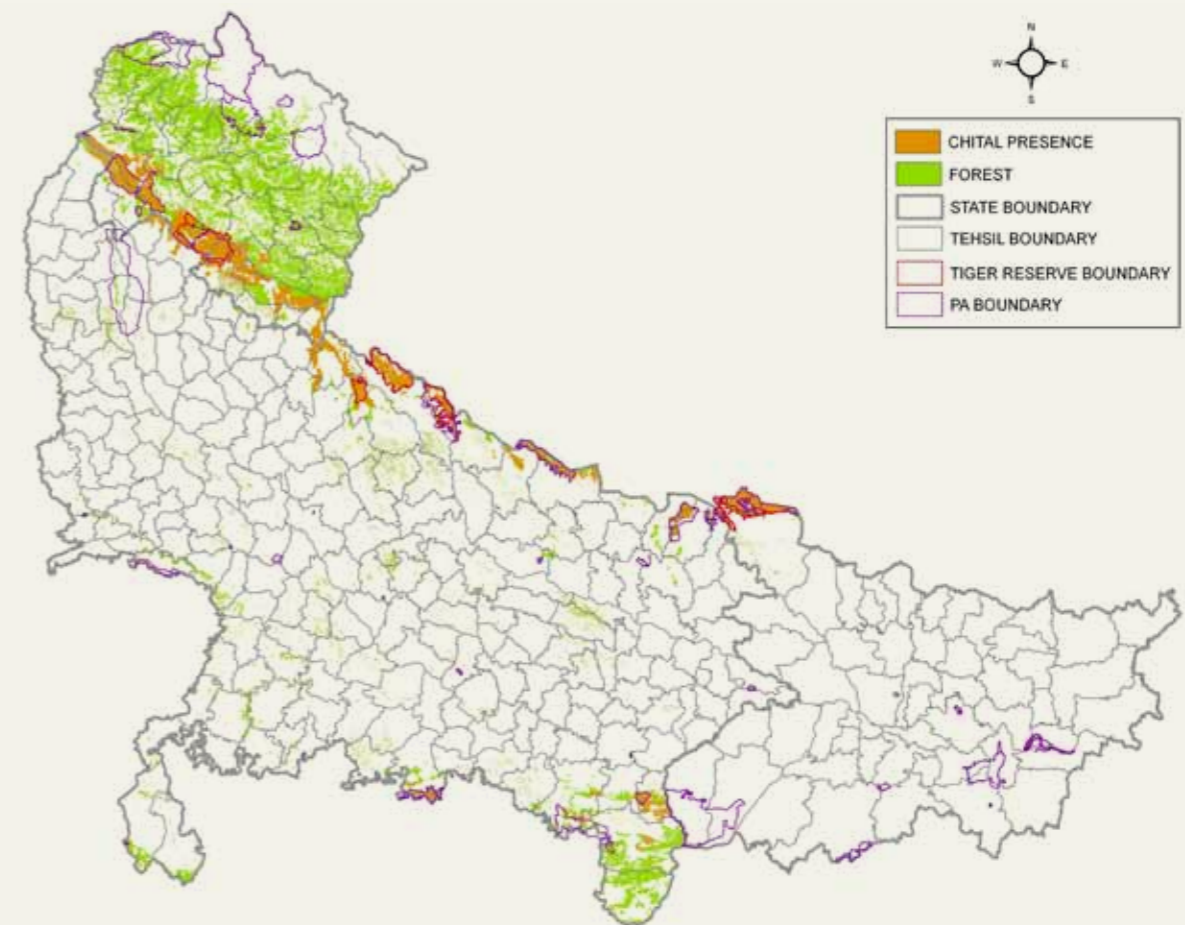 N
W E
S
CHITAL PRESENCE
FOREST
STATE BOUNDARY
TEHSIL BOUNDARY
TIGER RESERVE BOUNDARY
PA BOUNDARY